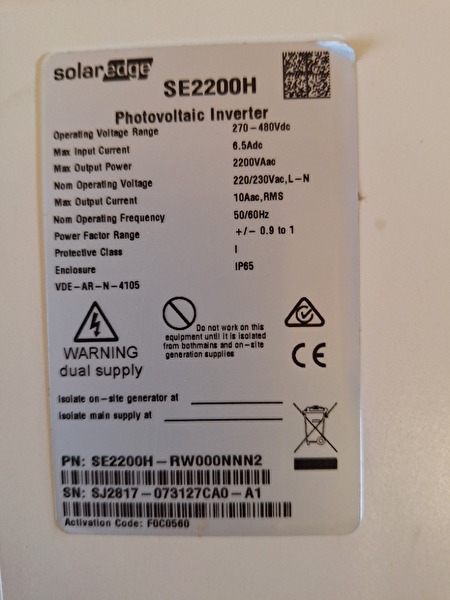 solaredge
SE2200H
Photovoltaic Inverter
Operating Voltage Range 270-480Vdc
Max Input Current 6.5Adc
Max Output Power 2200VAac
Nom Operating Voltage 220/230Vac,L-N
Max Output Current 10Aac,RMS
Nom Operating Frequency 50/60Hz
Power Factor Range +/- 0.9 to 1
Protective Class I
Enclosure IP65
VDE-AR-N-4105
Do not work on this
equipment until it is isolated
from bothmains and on-site
generation supplies
WARNING
dual supply
CE
Isolate on-site generator at
Isolate main supply at
PN: SE2200H-RW000NNN2
SN: SJ2817-073127CA0-A1
Activation Code: F0C0560